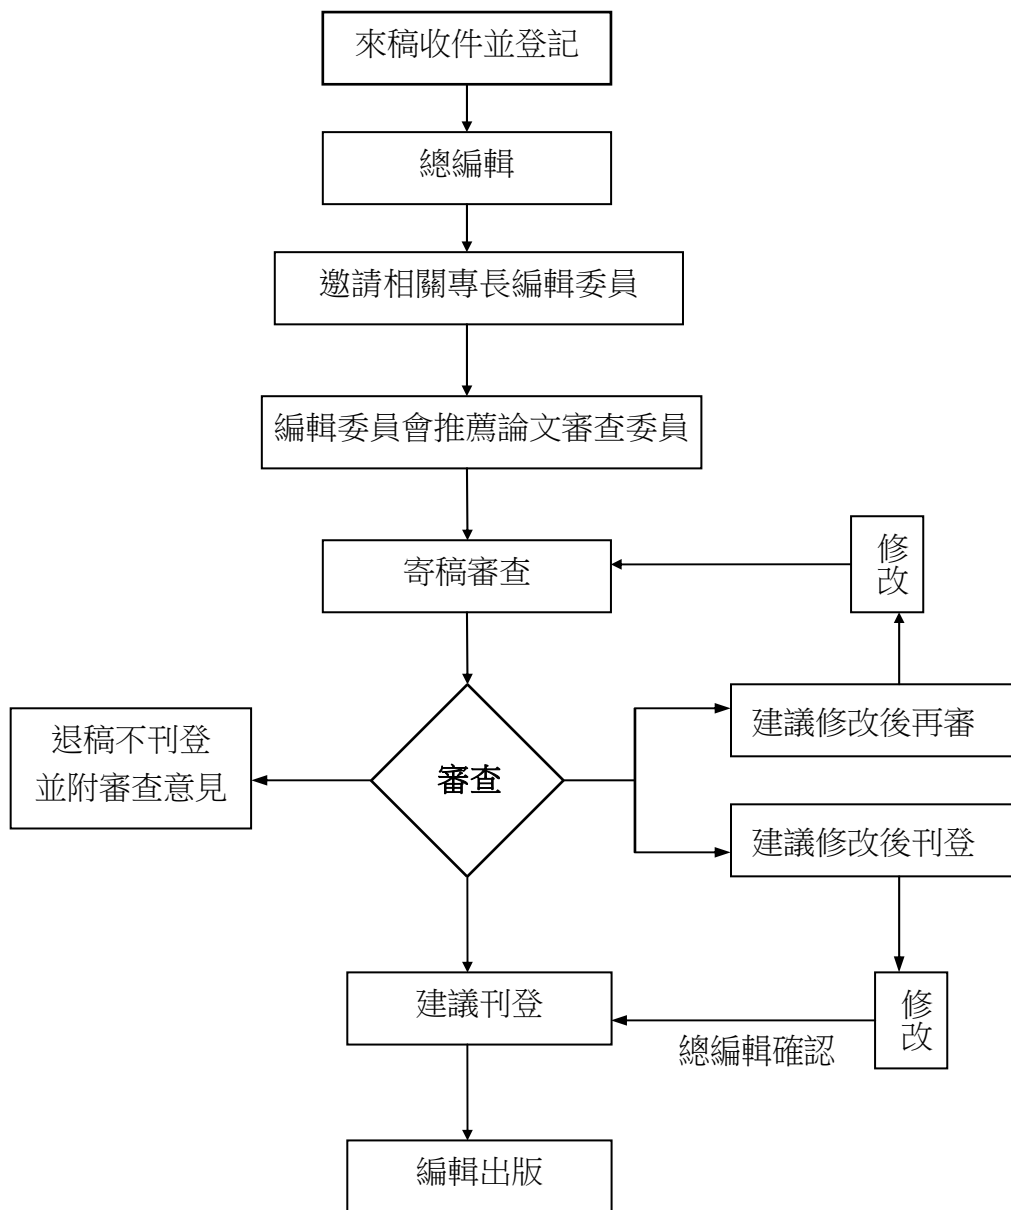 來稿收件並登記
總編輯
邀請相關專長編輯委員
編輯委員會推薦論文審查委員
寄稿審查
修
改
建議修改後再審
退稿不刊登
並附審查意見
審查
建議修改後刊登
建議刊登
修
改
總編輯確認
編輯出版